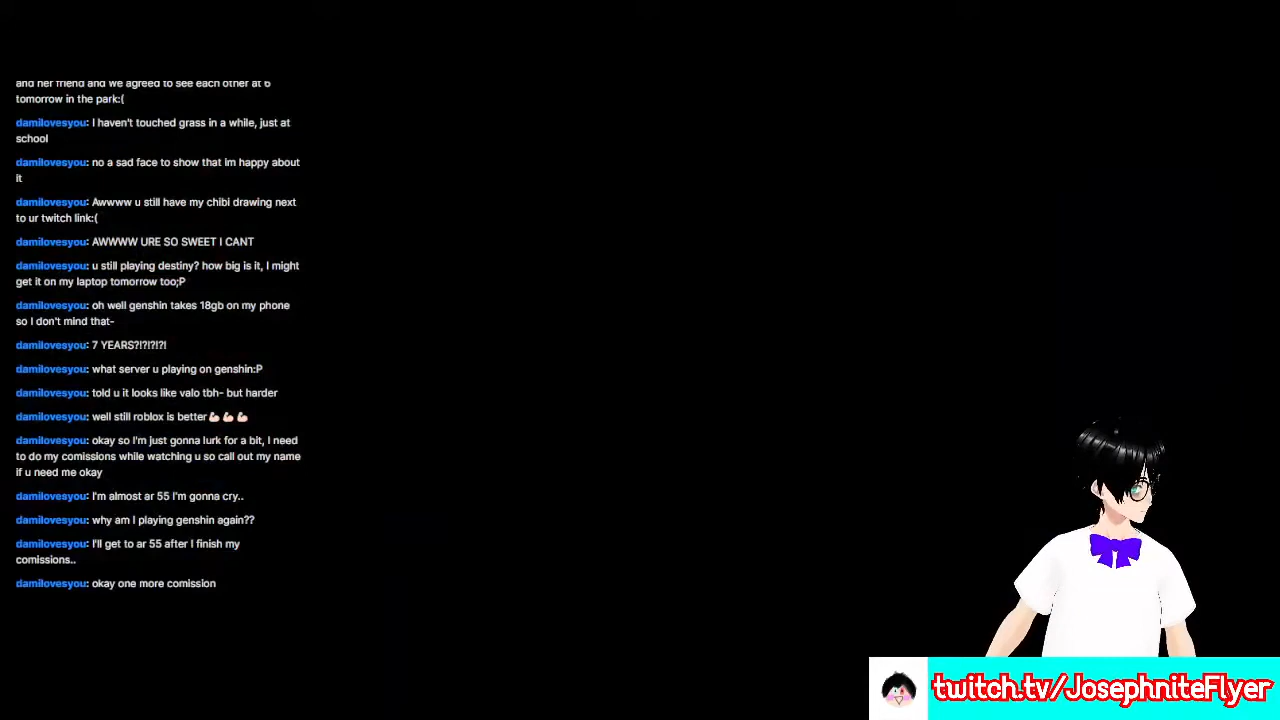 and her friend and we agreed to see each other at 6
tomorrow in the park:(
damilovesyou: I haven't touched grass in a while, just at
school
damilovesyou: no a sad face to show that im happy about
it
damilovesyou: Awwww u still have my chibi drawing next
to ur twitch link:(
damilovesyou: AWWWW URE SO SWEET I CANT
damilovesyou: u still playing destiny? how big is it, I might
get it on my laptop tomorrow too;P
damilovesyou: oh well genshin takes 18gb on my phone
so I don't mind that-
damilovesyou: 7 YEARS?!?!?!?!
damilovesyou: what server u playing on genshin:P
damilovesyou: told u it looks like valo tbh- but harder
damilovesyou: well still roblox is better💪🏻💪🏻💪🏻
damilovesyou: okay so I'm just gonna lurk for a bit, I need
to do my comissions while watching u so call out my name
if u need me okay
damilovesyou: I'm almost ar 55 I'm gonna cry..
damilovesyou: why am I playing genshin again??
damilovesyou: I'll get to ar 55 after I finish my
comissions..
damilovesyou: okay one more comission
twitch.tv/JosephniteFlyer